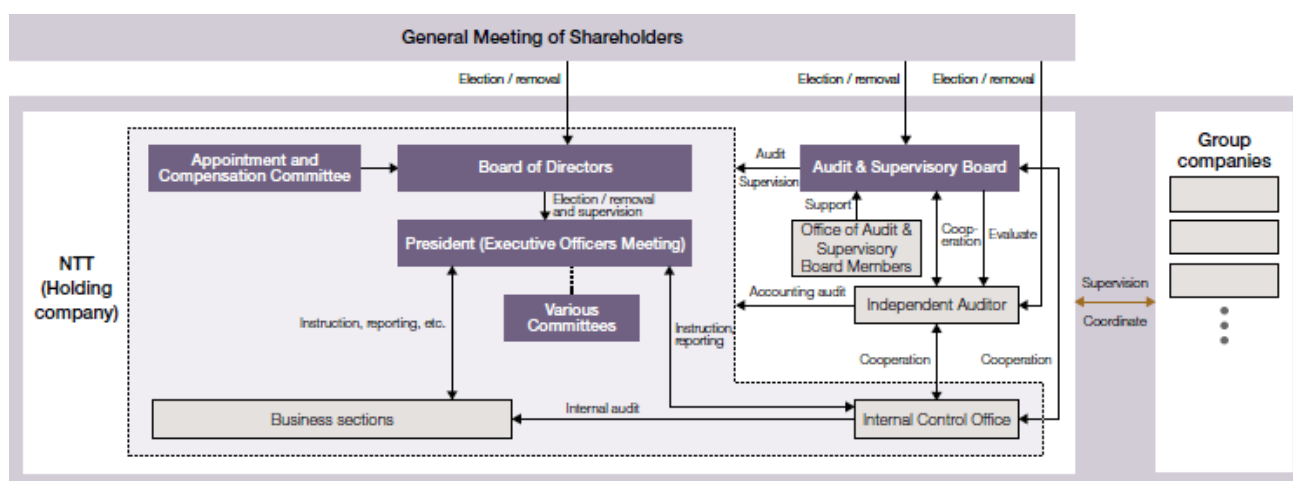 General Meeting of Shareholders
Election / removal
Election / removal
Election / removal
Group
companies
Appointment and
Compensation Committee
Board of Directors
Audit
Supervision
Audit & Supervisory Board
Election / removal
and supervision
Support
President (Executive Officers Meeting)
Office of Audit &
Supervisory
Board Members
Coop-
eration
Evaluate
NTT
(Holding
company)
Various
Committees
Accounting audit
Independent Auditor
Supervision
Coordinate
Instruction, reporting, etc.
Instruction,
reporting
Cooperation
Cooperation
Business sections
Internal audit
Internal Control Office